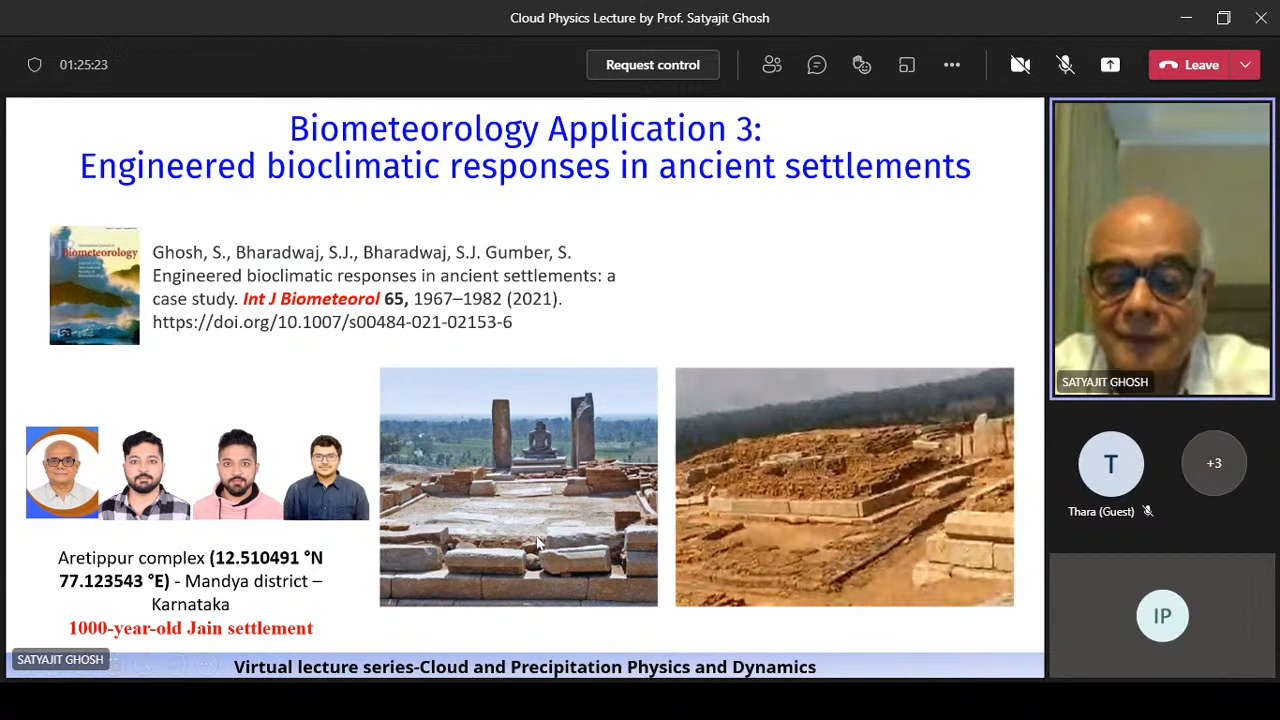 Cloud Physics Lecture by Prof. Satyajit Ghosh
01:25:23
Request control
Leave
Biometeorology Application 3:
Engineered bioclimatic responses in ancient settlements
Biometeorology
Ghosh, S., Bharadwaj, S.J., Bharadwaj, S.J. Gumber, S.
Engineered bioclimatic responses in ancient settlements: a
case study. Int J Biometeorol 65, 1967–1982 (2021).
https://doi.org/10.1007/s00484-021-02153-6
Aretippur complex (12.510491 °N
77.123543 °E) - Mandya district –
Karnataka
1000-year-old Jain settlement
SATYAJIT GHOSH
Virtual lecture series-Cloud and Precipitation Physics and Dynamics
SATYAJIT GHOSH
T
+3
Thara (Guest)
IP